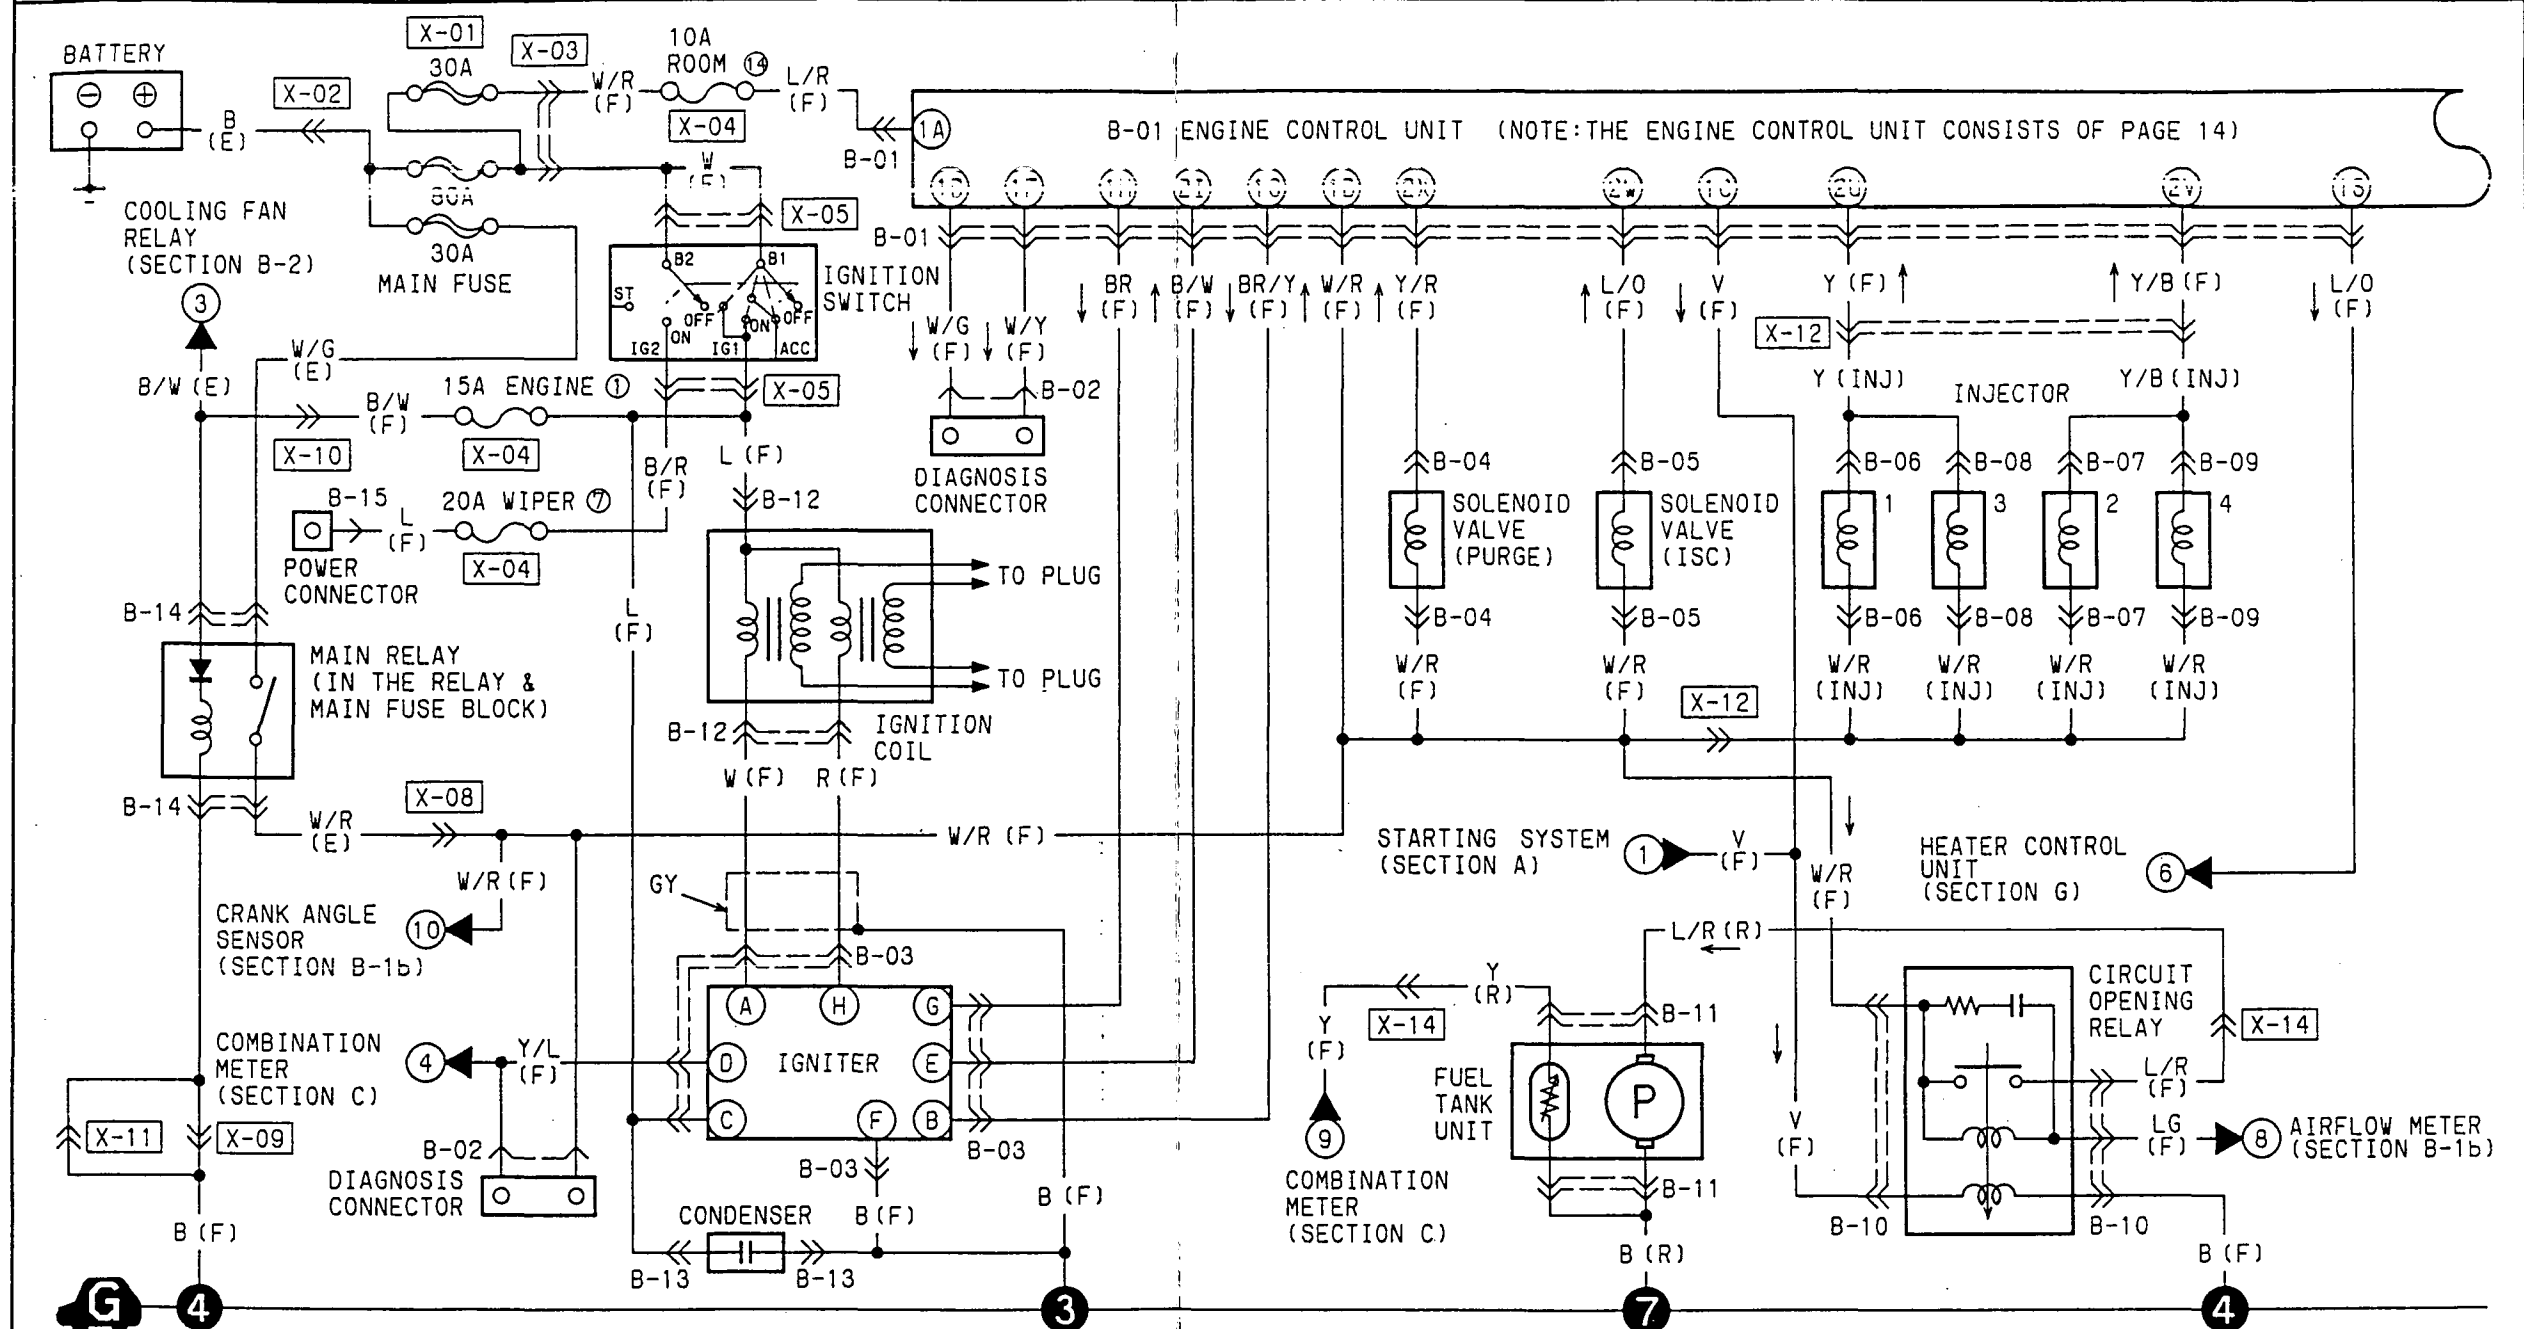 BATTERY
X-01
X-03
10A
ROOM ⑭
30A
W/R
(F)
L/R
(F)
X-02
B
(E)
X-04
B-01
1A
B-01 ENGINE CONTROL UNIT (NOTE:THE ENGINE CONTROL UNIT CONSISTS OF PAGE 14)
W
80A
30A
MAIN FUSE
COOLING FAN
RELAY
(SECTION B-2)
3
X-05
B-01
2I
2W
1C
2U
2V
1S
B2
B1
ST
OFF
ON
OFF
ON
IG2
IG1
ACC
IGNITION
SWITCH
X-05
W/G
(F)
W/Y
(F)
BR
(F)
B/W
(F)
BR/Y
(F)
W/R
(F)
Y/R
(F)
L/O
(F)
V
(F)
Y (F)
Y/B (F)
L/O
(F)
X-12
Y (INJ)
INJECTOR
Y/B (INJ)
W/G
(E)
B/W (E)
B/W
(F)
15A ENGINE ①
X-10
X-04
B/R
(F)
L (F)
B-02
DIAGNOSIS
CONNECTOR
B-12
B-15
L
(F)
20A WIPER ⑦
X-04
POWER
CONNECTOR
B-04
SOLENOID
VALVE
(PURGE)
B-04
B-05
SOLENOID
VALVE
(ISC)
B-05
B-06
1
B-06
B-08
3
B-08
B-07
2
B-07
B-09
4
B-09
TO PLUG
TO PLUG
L
(F)
B-14
MAIN RELAY
(IN THE RELAY &
MAIN FUSE BLOCK)
B-14
IGNITION
COIL
B-12
W (F)
R (F)
W/R
(F)
W/R
(F)
X-12
W/R
(INJ)
W/R
(INJ)
W/R
(INJ)
W/R
(INJ)
X-08
W/R
(E)
W/R (F)
W/R (F)
CRANK ANGLE
SENSOR
(SECTION B-1b)
10
GY
B-03
STARTING SYSTEM
(SECTION A)
1
V
(F)
W/R
(F)
HEATER CONTROL
UNIT
(SECTION G)
6
L/R (R)
Y
(R)
X-14
Y
(F)
9
COMBINATION
METER
(SECTION C)
B-11
FUEL
TANK
UNIT
P
B-11
B (R)
V
(F)
CIRCUIT
OPENING
RELAY
X-14
L/R
(F)
LG
(F)
8
AIRFLOW METER
(SECTION B-1b)
B-10
B-10
B (F)
COMBINATION
METER
(SECTION C)
4
Y/L
(F)
A
H
G
D
IGNITER
E
C
F
B
B-03
B-03
X-11
X-09
B-02
DIAGNOSIS
CONNECTOR
B (F)
CONDENSER
B (F)
B (F)
B-13
B-13
G
4
3
7
4